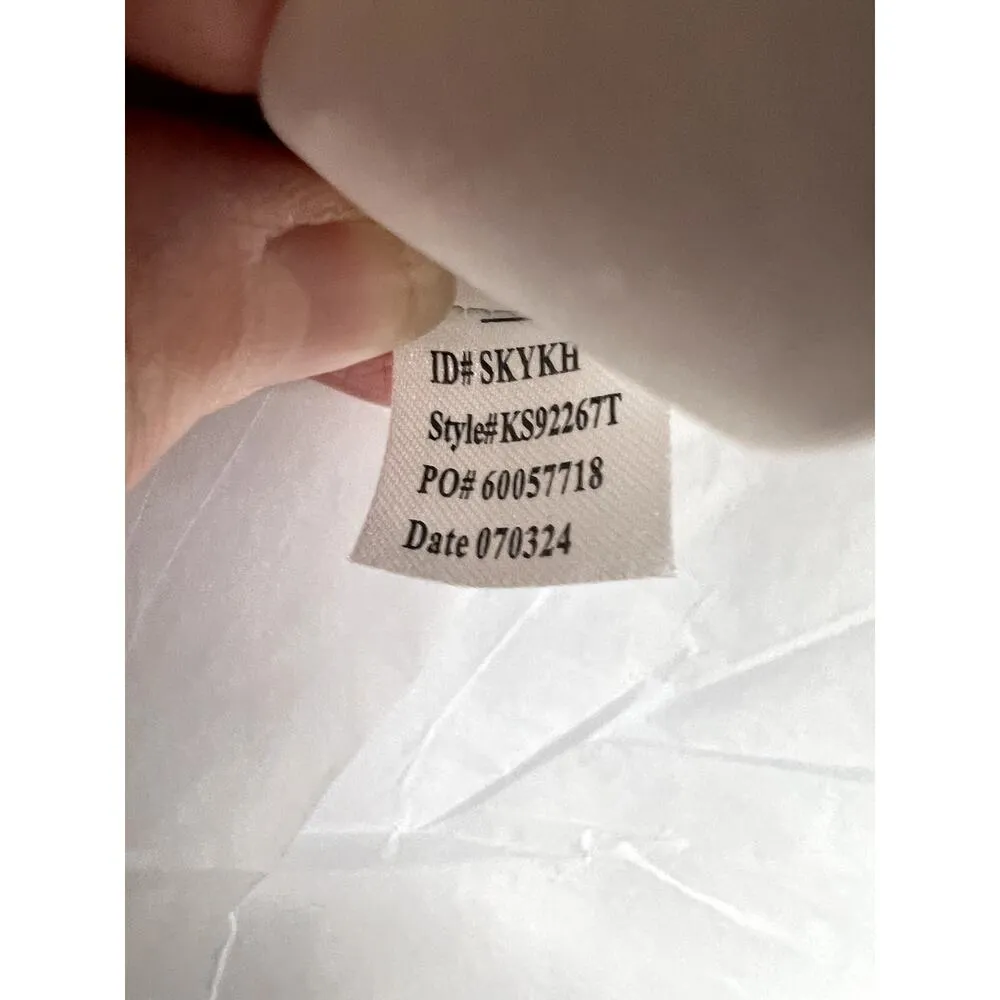 ID# SKYKH
Style#KS92267T
PO# 60057718
Date 070324